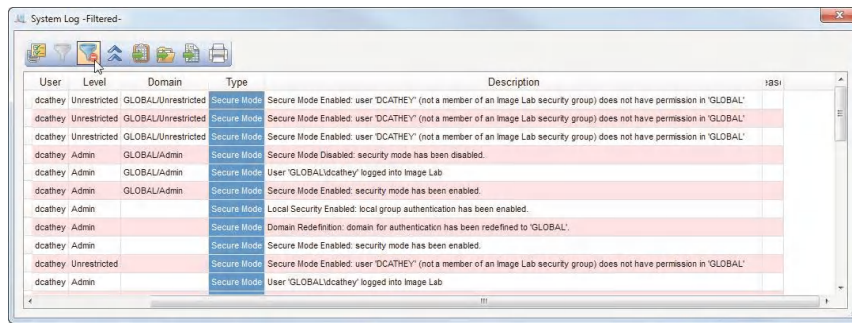 System Log -Filtered-
User Level Domain Type Description
dcathey Unrestricted GLOBAL/Unrestricted Secure Mode Secure Mode Enabled: user 'DCATHEY' (not a member of an Image Lab security group) does not have permission in 'GLOBAL'
dcathey Unrestricted GLOBAL/Unrestricted Secure Mode Secure Mode Enabled: user 'DCATHEY' (not a member of an Image Lab security group) does not have permission in 'GLOBAL'
dcathey Unrestricted GLOBAL/Unrestricted Secure Mode Secure Mode Enabled: user 'DCATHEY' (not a member of an Image Lab security group) does not have permission in 'GLOBAL'
dcathey Admin GLOBAL/Admin Secure Mode Secure Mode Disabled: security mode has been disabled.
dcathey Admin GLOBAL/Admin Secure Mode User 'GLOBAL\dcathey' logged into Image Lab
dcathey Admin GLOBAL/Admin Secure Mode Secure Mode Enabled: security mode has been enabled.
dcathey Admin Secure Mode Local Security Enabled: local group authentication has been enabled.
dcathey Admin Secure Mode Domain Redefinition: domain for authentication has been redefined to 'GLOBAL'.
dcathey Admin Secure Mode Secure Mode Enabled: security mode has been enabled.
dcathey Unrestricted Secure Mode Secure Mode Enabled: user 'DCATHEY' (not a member of an Image Lab security group) does not have permission in 'GLOBAL'
dcathey Admin Secure Mode User 'GLOBAL\dcathey' logged into Image Lab